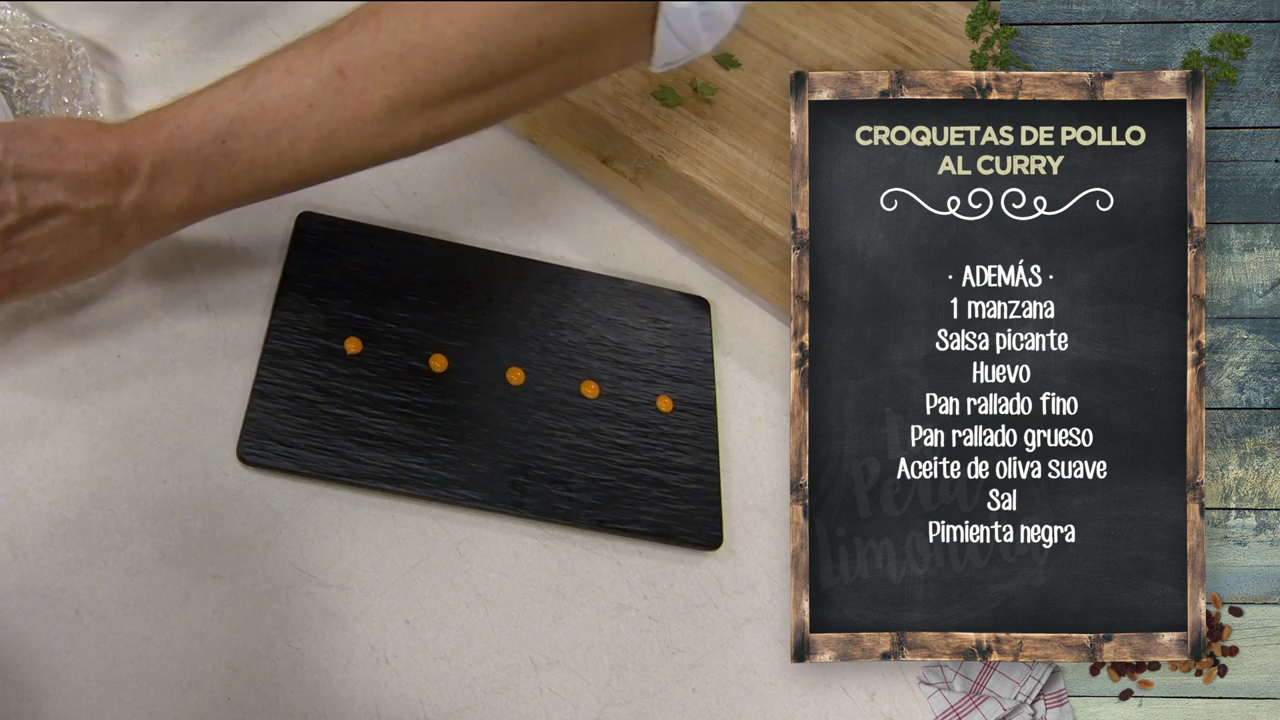 CROQUETAS DE POLLO
AL CURRY
· ADEMÁS ·
1 manzana
Salsa picante
Huevo
Pan rallado fino
Pan rallado grueso
Aceite de oliva suave
Sal
Pimienta negra